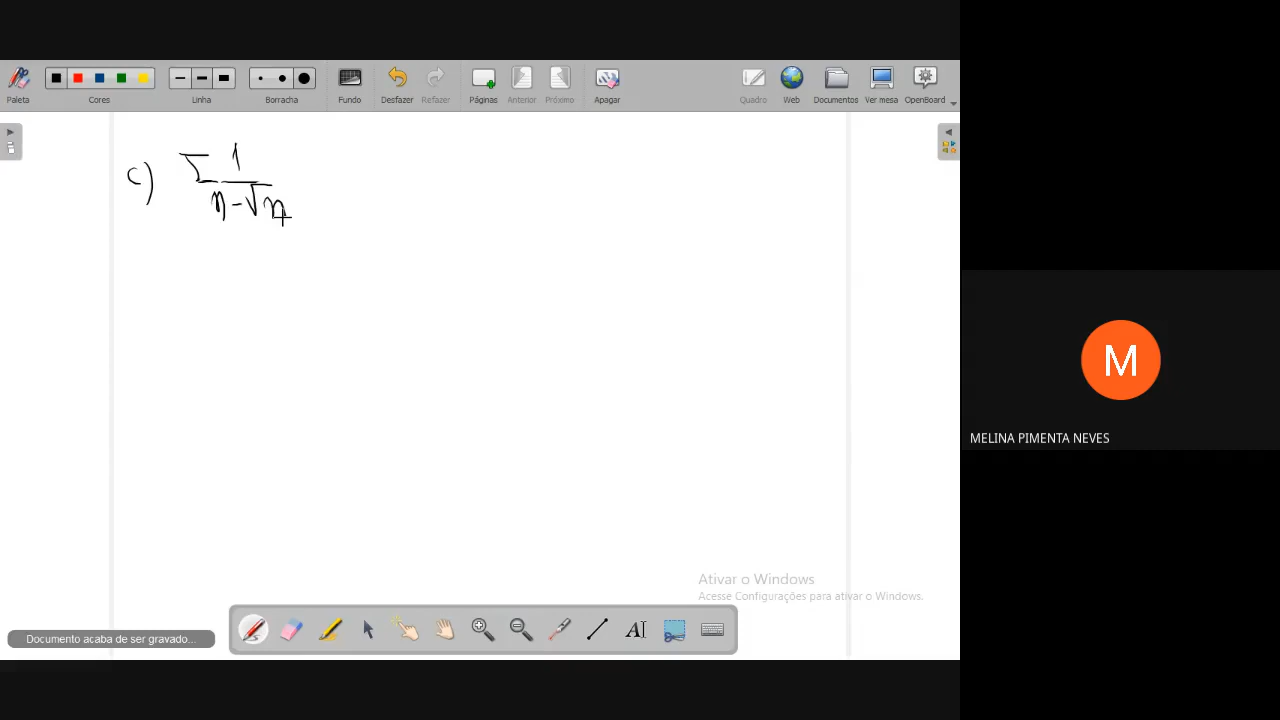 Paleta Cores Linha Borracha Fundo Desfazer Refazer Páginas Anterior Próximo Apagar Quadro Web Documentos Ver mesa OpenBoard
c) Σ 1/(n-√n)
M
MELINA PIMENTA NEVES
Ativar o Windows
Acesse Configurações para ativar o Windows.
AI
Documento acaba de ser gravado...